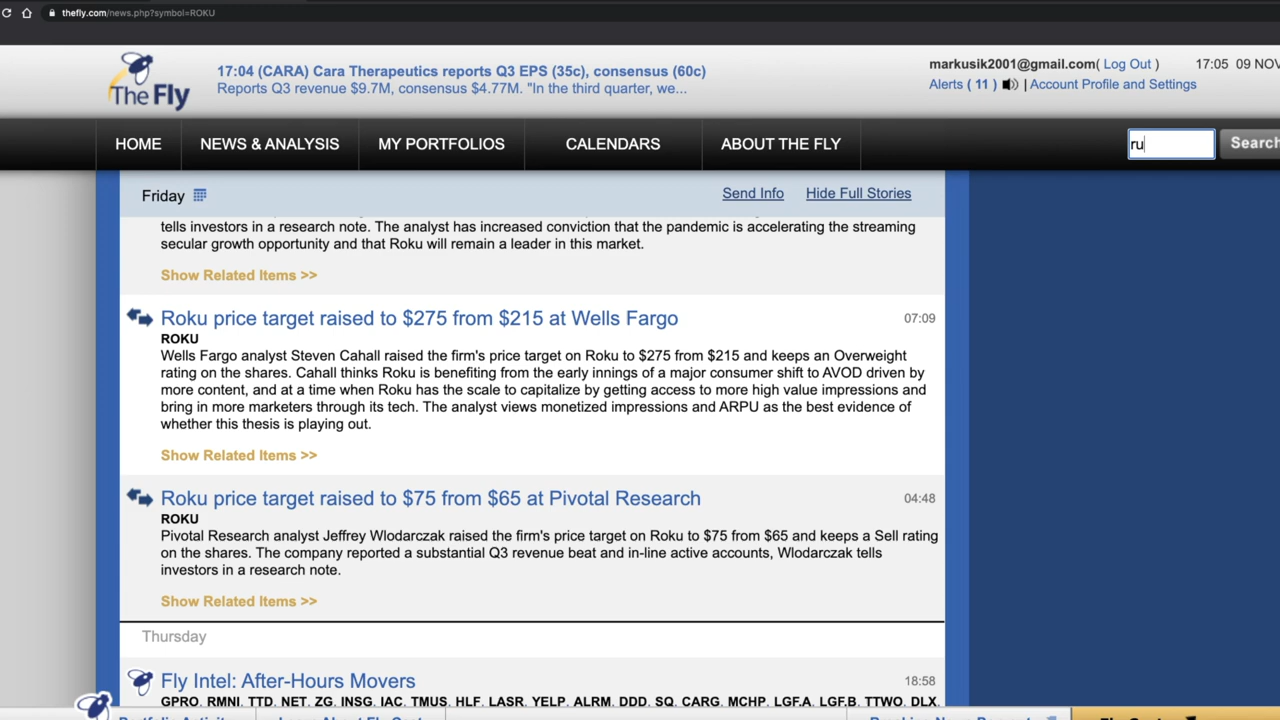 thefly.com/news.php?symbol=ROKU
The Fly
17:04 (CARA) Cara Therapeutics reports Q3 EPS (35c), consensus (60c)
Reports Q3 revenue $9.7M, consensus $4.77M. "In the third quarter, we...
markusik2001@gmail.com( Log Out )
17:05 09 NOV
Alerts ( 11 ) | Account Profile and Settings
HOME NEWS & ANALYSIS MY PORTFOLIOS CALENDARS ABOUT THE FLY
ru
Search
Friday
Send Info Hide Full Stories
tells investors in a research note. The analyst has increased conviction that the pandemic is accelerating the streaming
secular growth opportunity and that Roku will remain a leader in this market.
Show Related Items >>
Roku price target raised to $275 from $215 at Wells Fargo
07:09
ROKU
Wells Fargo analyst Steven Cahall raised the firm's price target on Roku to $275 from $215 and keeps an Overweight
rating on the shares. Cahall thinks Roku is benefiting from the early innings of a major consumer shift to AVOD driven by
more content, and at a time when Roku has the scale to capitalize by getting access to more high value impressions and
bring in more marketers through its tech. The analyst views monetized impressions and ARPU as the best evidence of
whether this thesis is playing out.
Show Related Items >>
Roku price target raised to $75 from $65 at Pivotal Research
04:48
ROKU
Pivotal Research analyst Jeffrey Wlodarczak raised the firm's price target on Roku to $75 from $65 and keeps a Sell rating
on the shares. The company reported a substantial Q3 revenue beat and in-line active accounts, Wlodarczak tells
investors in a research note.
Show Related Items >>
Thursday
Fly Intel: After-Hours Movers
18:58
GPRO, RMNI, TTD, NET, ZG, INSG, IAC, TMUS, HLF, LASR, YELP, ALRM, DDD, SQ, CARG, MCHP, LGF.A, LGF.B, TTWO, DLX,